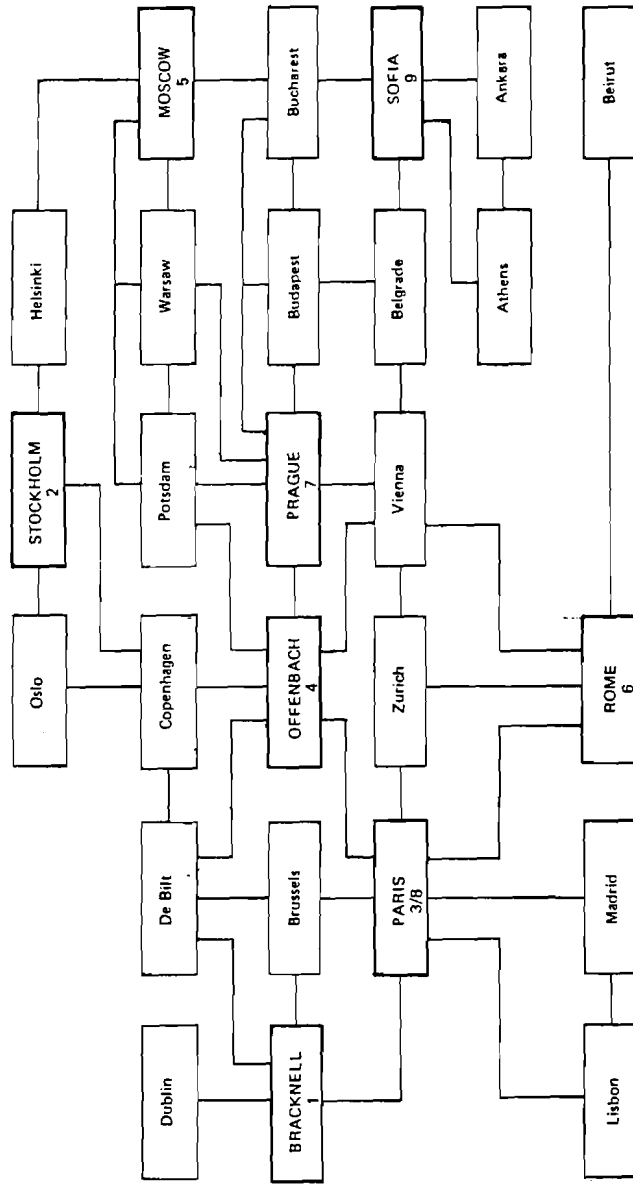 Oslo
STOCKHOLM
2
Helsinki
Dublin
De Bilt
Copenhagen
Potsdam
Warsaw
MOSCOW
5
BRACKNELL
1
Brussels
OFFENBACH
4
PRAGUE
7
Budapest
Bucharest
PARIS
3/8
Zurich
Vienna
Belgrade
SOFIA
9
Athens
Ankara
Lisbon
Madrid
ROME
6
Beirut